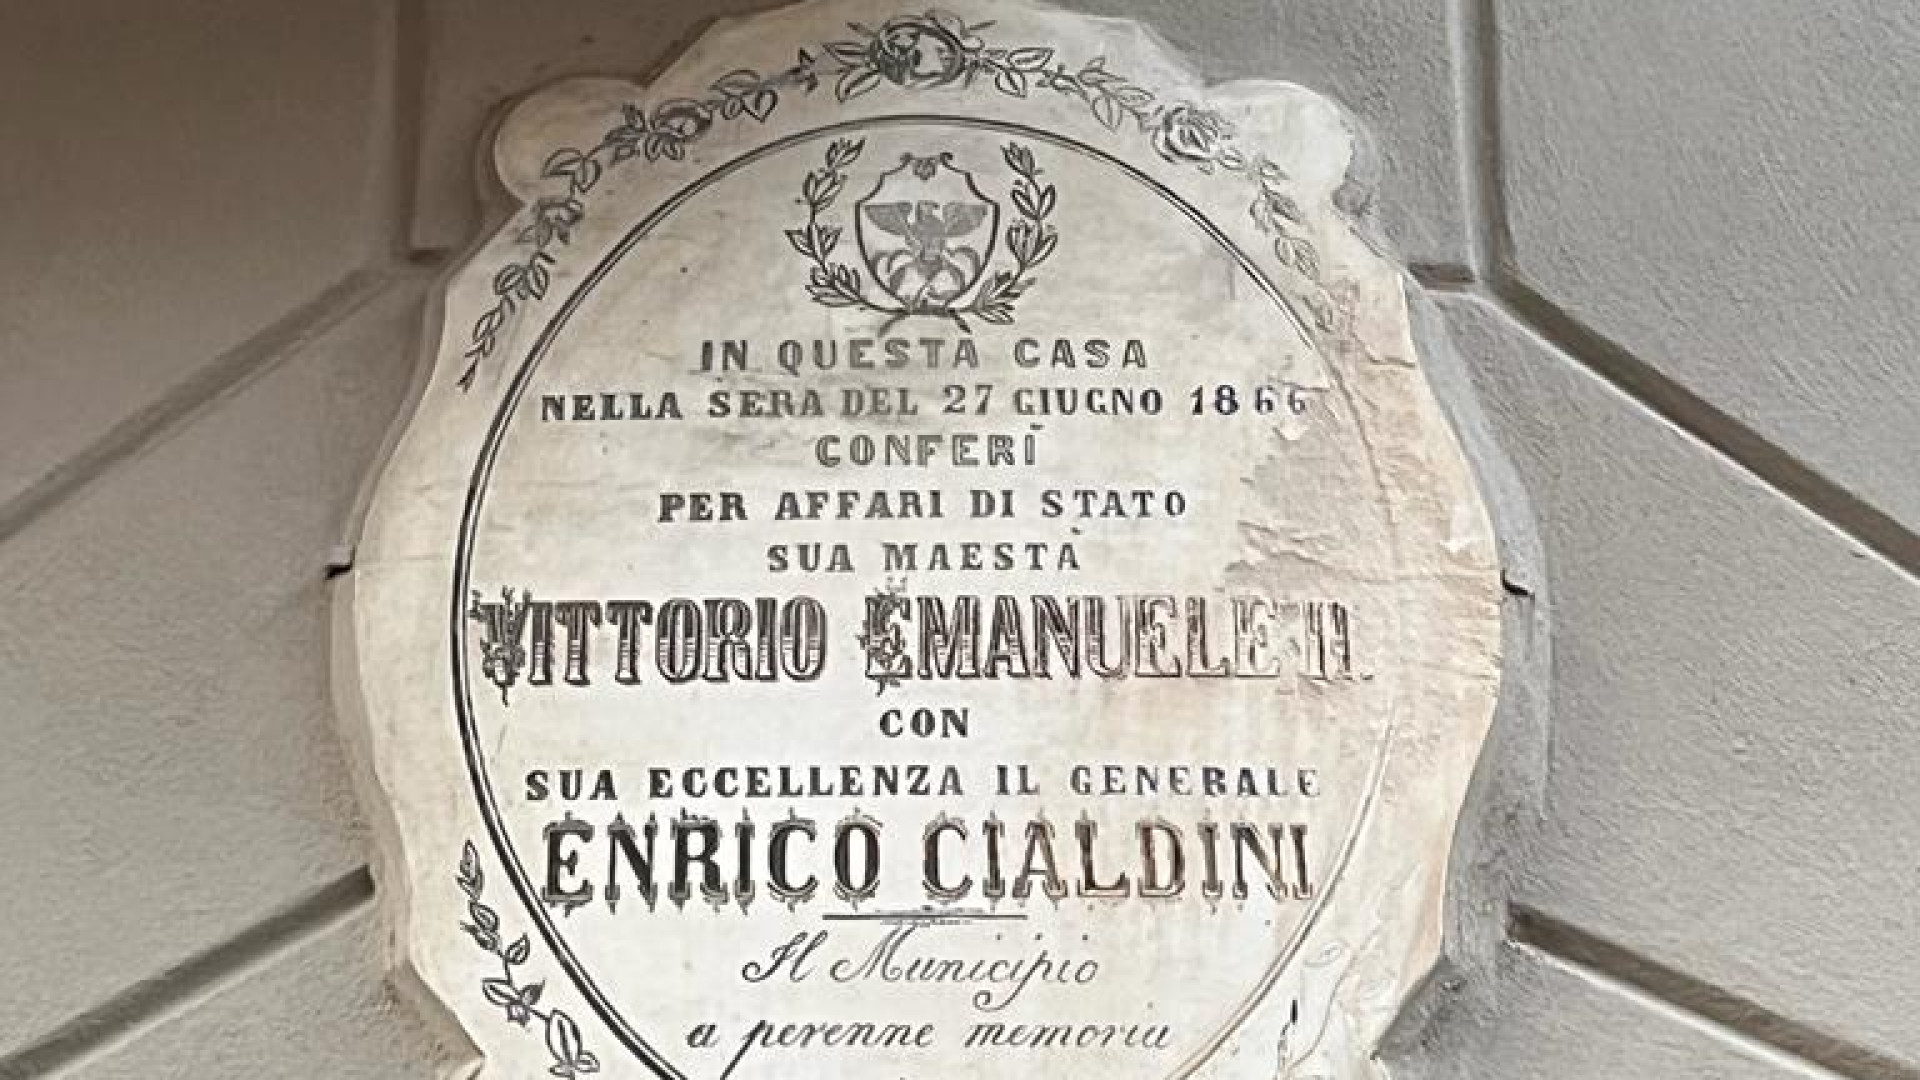 IN QUESTA CASA
NELLA SERA DEL 27 GIUGNO 1866
CONFERÌ
PER AFFARI DI STATO
SUA MAESTÀ
VITTORIO EMANUELE II.
CON
SUA ECCELLENZA IL GENERALE
ENRICO CIALDINI
Il Municipio
a perenne memoria